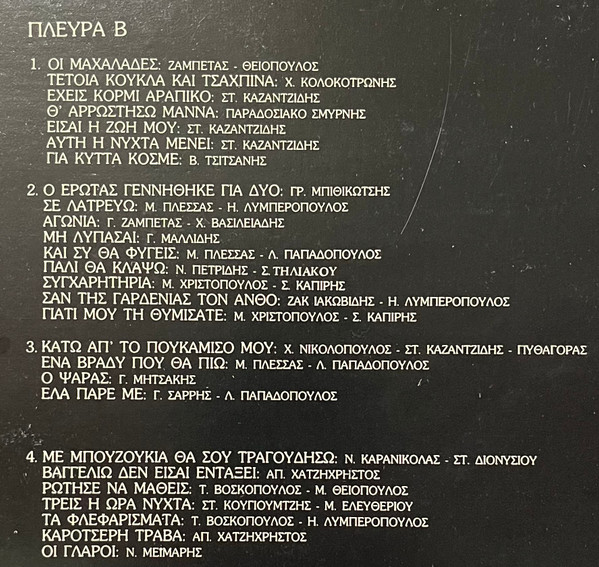 ΠΛΕΥΡΑ Β
1. ΟΙ ΜΑΧΑΛΑΔΕΣ: ΖΑΜΠΕΤΑΣ - ΘΕΙΟΠΟΥΛΟΣ
ΤΕΤΟΙΑ ΚΟΥΚΛΑ ΚΑΙ ΤΣΑΧΠΙΝΑ: Χ. ΚΟΛΟΚΟΤΡΩΝΗΣ
ΕΧΕΙΣ ΚΟΡΜΙ ΑΡΑΠΙΚΟ: ΣΤ. ΚΑΖΑΝΤΖΙΔΗΣ
Θ' ΑΡΡΩΣΤΗΣΩ ΜΑΝΝΑ: ΠΑΡΑΔΟΣΙΑΚΟ ΣΜΥΡΝΗΣ
ΕΙΣΑΙ Η ΖΩΗ ΜΟΥ: ΣΤ. ΚΑΖΑΝΤΖΙΔΗΣ
ΑΥΤΗ Η ΝΥΧΤΑ ΜΕΝΕΙ: ΣΤ. ΚΑΖΑΝΤΖΙΔΗΣ
ΓΙΑ ΚΥΤΤΑ ΚΟΣΜΕ: Β. ΤΣΙΤΣΑΝΗΣ
2. Ο ΕΡΩΤΑΣ ΓΕΝΝΗΘΗΚΕ ΓΙΑ ΔΥΟ: ΓΡ. ΜΠΙΘΙΚΩΤΣΗΣ
ΣΕ ΛΑΤΡΕΥΩ: Μ. ΠΛΕΣΣΑΣ - Η. ΛΥΜΠΕΡΟΠΟΥΛΟΣ
ΑΓΩΝΙΑ: Γ. ΖΑΜΠΕΤΑΣ - Χ. ΒΑΣΙΛΕΙΑΔΗΣ
ΜΗ ΛΥΠΑΣΑΙ: Γ. ΜΑΛΛΙΔΗΣ
ΚΑΙ ΣΥ ΘΑ ΦΥΓΕΙΣ: Μ. ΠΛΕΣΣΑΣ - Λ. ΠΑΠΑΔΟΠΟΥΛΟΣ
ΠΑΛΙ ΘΑ ΚΛΑΨΩ: Ν. ΠΕΤΡΙΔΗΣ - Σ. ΤΗΛΙΑΚΟΥ
ΣΥΓΧΑΡΗΤΗΡΙΑ: Μ. ΧΡΙΣΤΟΠΟΥΛΟΣ - Σ. ΚΑΠΙΡΗΣ
ΣΑΝ ΤΗΣ ΓΑΡΔΕΝΙΑΣ ΤΟΝ ΑΝΘΟ: ΖΑΚ ΙΑΚΩΒΙΔΗΣ - Η. ΛΥΜΠΕΡΟΠΟΥΛΟΣ
ΓΙΑΤΙ ΜΟΥ ΤΗ ΘΥΜΙΣΑΤΕ: Μ. ΧΡΙΣΤΟΠΟΥΛΟΣ - Σ. ΚΑΠΙΡΗΣ
3. ΚΑΤΩ ΑΠ' ΤΟ ΠΟΥΚΑΜΙΣΟ ΜΟΥ: Χ. ΝΙΚΟΛΟΠΟΥΛΟΣ - ΣΤ. ΚΑΖΑΝΤΖΙΔΗΣ - ΠΥΘΑΓΟΡΑΣ
ΕΝΑ ΒΡΑΔΥ ΠΟΥ ΘΑ ΠΙΩ: Μ. ΠΛΕΣΣΑΣ - Λ. ΠΑΠΑΔΟΠΟΥΛΟΣ
Ο ΨΑΡΑΣ: Γ. ΜΗΤΣΑΚΗΣ
ΕΛΑ ΠΑΡΕ ΜΕ: Γ. ΣΑΡΡΗΣ - Λ. ΠΑΠΑΔΟΠΟΥΛΟΣ
4. ΜΕ ΜΠΟΥΖΟΥΚΙΑ ΘΑ ΣΟΥ ΤΡΑΓΟΥΔΗΣΩ: Ν. ΚΑΡΑΝΙΚΟΛΑΣ - ΣΤ. ΔΙΟΝΥΣΙΟΥ
ΒΑΓΓΕΛΙΩ ΔΕΝ ΕΙΣΑΙ ΕΝΤΑΞΕΙ: ΑΠ. ΧΑΤΖΗΧΡΗΣΤΟΣ
ΡΩΤΗΣΕ ΝΑ ΜΑΘΕΙΣ: Τ. ΒΟΣΚΟΠΟΥΛΟΣ - Μ. ΘΕΙΟΠΟΥΛΟΣ
ΤΡΕΙΣ Η ΩΡΑ ΝΥΧΤΑ: ΣΤ. ΚΟΥΠΟΥΜΤΖΗΣ - Μ. ΕΛΕΥΘΕΡΙΟΥ
ΤΑ ΦΛΕΦΑΡΙΣΜΑΤΑ: Τ. ΒΟΣΚΟΠΟΥΛΟΣ - Η. ΛΥΜΠΕΡΟΠΟΥΛΟΣ
ΚΑΡΟΤΣΕΡΗ ΤΡΑΒΑ: ΑΠ. ΧΑΤΖΗΧΡΗΣΤΟΣ
ΟΙ ΓΛΑΡΟΙ: Ν. ΜΕΙΜΑΡΗΣ